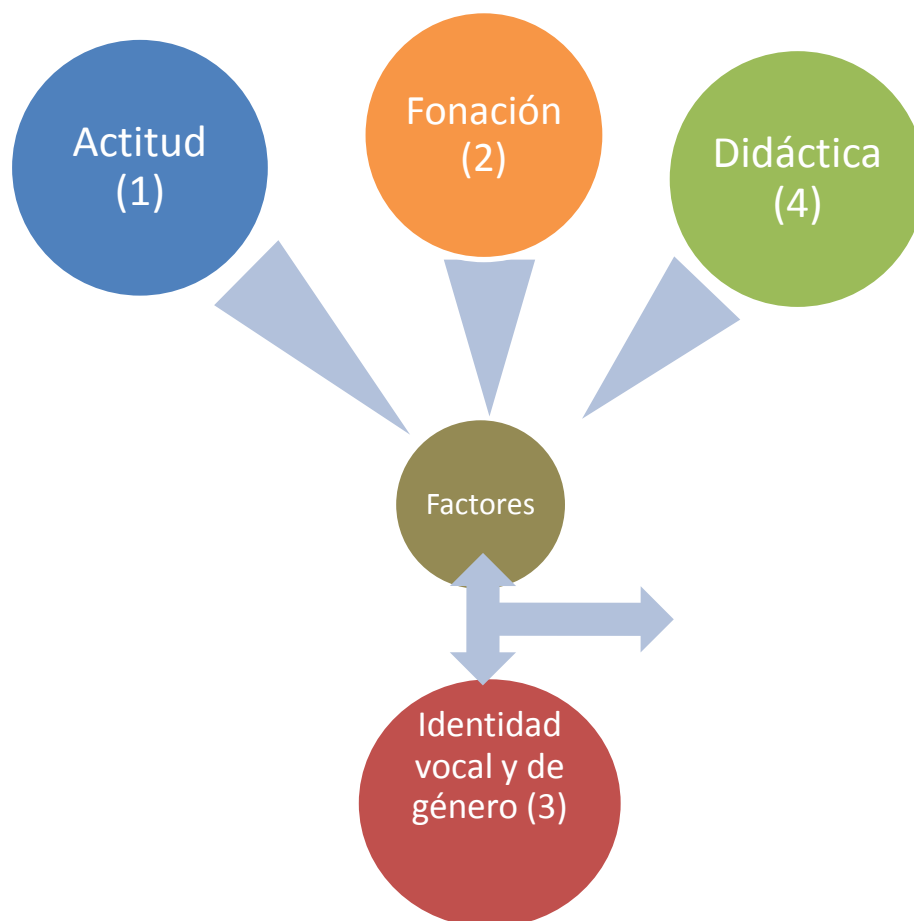 Actitud
(1)
Fonación
(2)
Didáctica
(4)
Factores
Identidad
vocal y de
género (3)